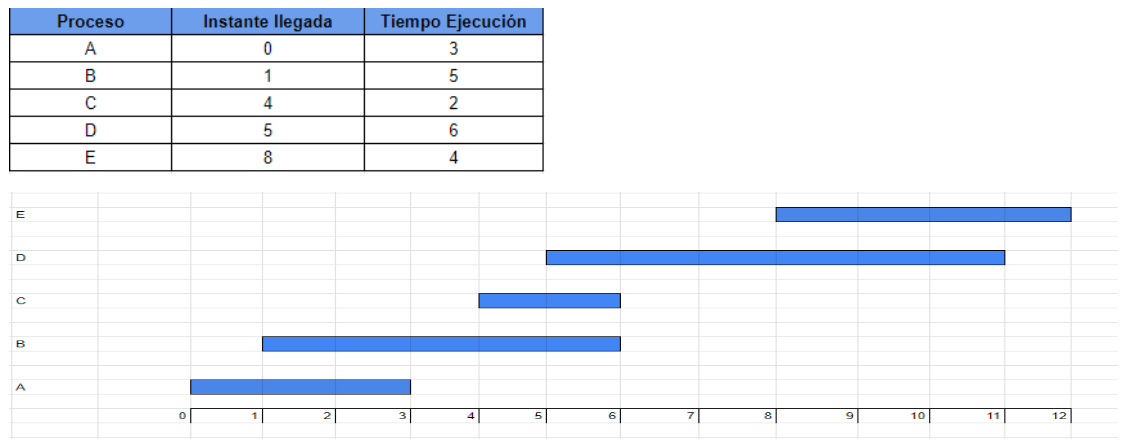 Proceso Instante llegada Tiempo Ejecución
A 0 3
B 1 5
C 4 2
D 5 6
E 8 4
E
D
C
B
A
0 1 2 3 4 5 6 7 8 9 10 11 12